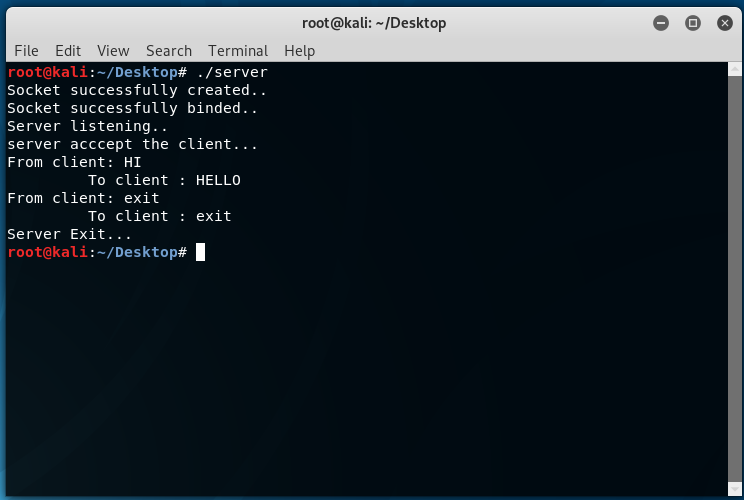 root@kali: ~/Desktop
File Edit View Search Terminal Help
root@kali:~/Desktop# ./server
Socket successfully created..
Socket successfully binded..
Server listening..
server acccept the client...
From client: HI
To client : HELLO
From client: exit
To client : exit
Server Exit...
root@kali:~/Desktop#